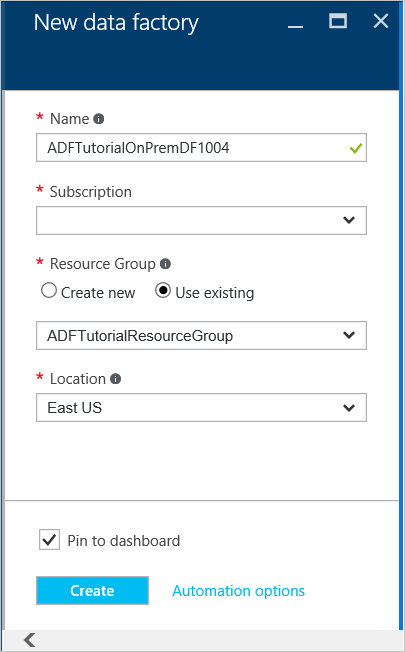 New data factory
* Name
ADFTutorialOnPremDF1004
* Subscription
* Resource Group
Create new Use existing
ADFTutorialResourceGroup
* Location
East US
Pin to dashboard
Create Automation options